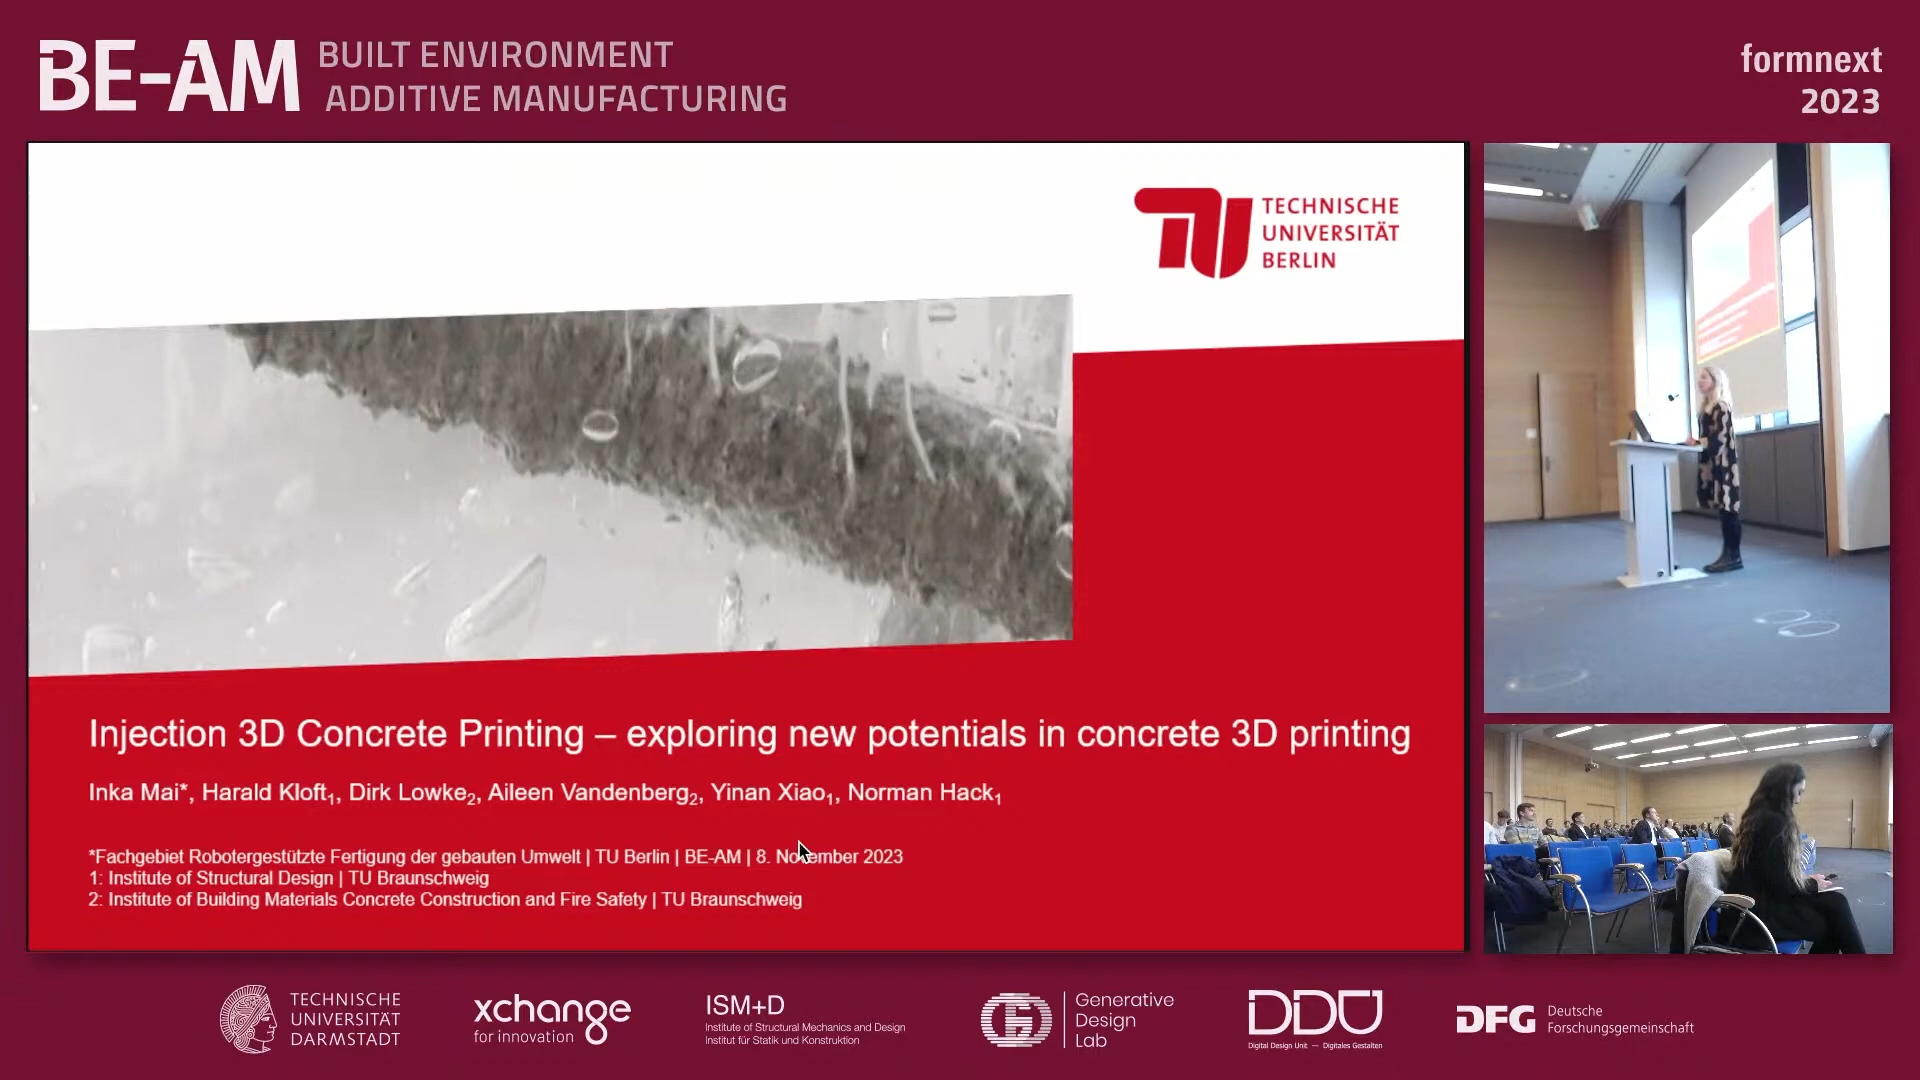 BE-AM BUILT ENVIRONMENT
ADDITIVE MANUFACTURING
formnext
2023
TECHNISCHE
UNIVERSITÄT
BERLIN
Injection 3D Concrete Printing – exploring new potentials in concrete 3D printing
Inka Mai*, Harald Kloft₁, Dirk Lowke₂, Aileen Vandenberg₂, Yinan Xiao₁, Norman Hack₁
*Fachgebiet Robotergestützte Fertigung der gebauten Umwelt | TU Berlin | BE-AM | 8. November 2023
1: Institute of Structural Design | TU Braunschweig
2: Institute of Building Materials Concrete Construction and Fire Safety | TU Braunschweig
TECHNISCHE
UNIVERSITÄT
DARMSTADT
xchange
for innovation
ISM+D
Institute of Structural Mechanics and Design
Institut für Statik und Konstruktion
Generative
Design
Lab
DDU
Digital Design Unit — Digitales Gestalten
DFG Deutsche
Forschungsgemeinschaft